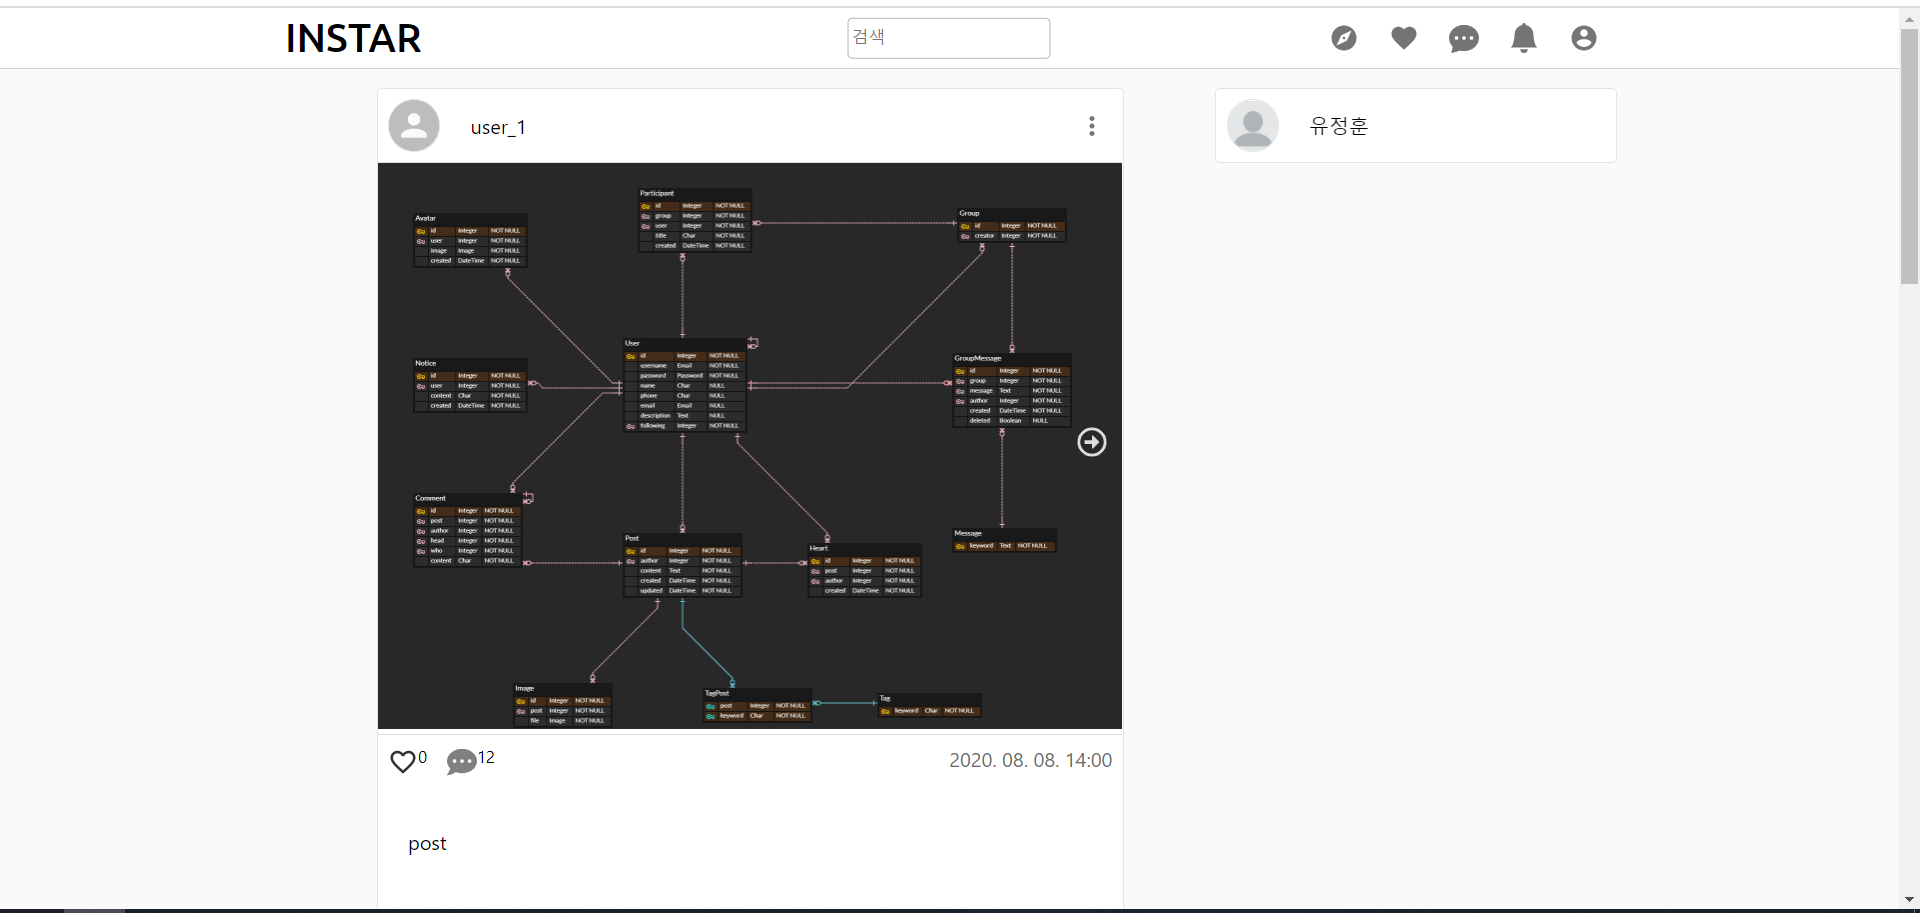 INSTAR
검색
user_1
유정훈
Participant
id Integer NOT NULL
group Integer NOT NULL
user Integer NOT NULL
title Char NOT NULL
created DateTime NOT NULL
Avatar
id Integer NOT NULL
user Integer NOT NULL
image Image NOT NULL
created DateTime NOT NULL
Group
id Integer NOT NULL
creator Integer NOT NULL
User
id Integer NOT NULL
username Email NOT NULL
password Password NOT NULL
name Char NULL
phone Char NULL
email Email NULL
description Text NULL
following Integer NOT NULL
Notice
id Integer NOT NULL
user Integer NOT NULL
content Char NOT NULL
created DateTime NOT NULL
GroupMessage
id Integer NOT NULL
group Integer NOT NULL
message Text NOT NULL
author Integer NOT NULL
created DateTime NOT NULL
deleted Boolean NULL
Comment
id Integer NOT NULL
post Integer NOT NULL
author Integer NOT NULL
head Integer NOT NULL
who Integer NOT NULL
content Char NOT NULL
Post
id Integer NOT NULL
author Integer NOT NULL
content Text NOT NULL
created DateTime NOT NULL
updated DateTime NOT NULL
Heart
id Integer NOT NULL
post Integer NOT NULL
author Integer NOT NULL
created DateTime NOT NULL
Message
keyword Text NOT NULL
Image
id Integer NOT NULL
post Integer NOT NULL
file Image NOT NULL
TagPost
post Integer NOT NULL
keyword Char NOT NULL
Tag
keyword Char NOT NULL
0 12 2020. 08. 08. 14:00
post